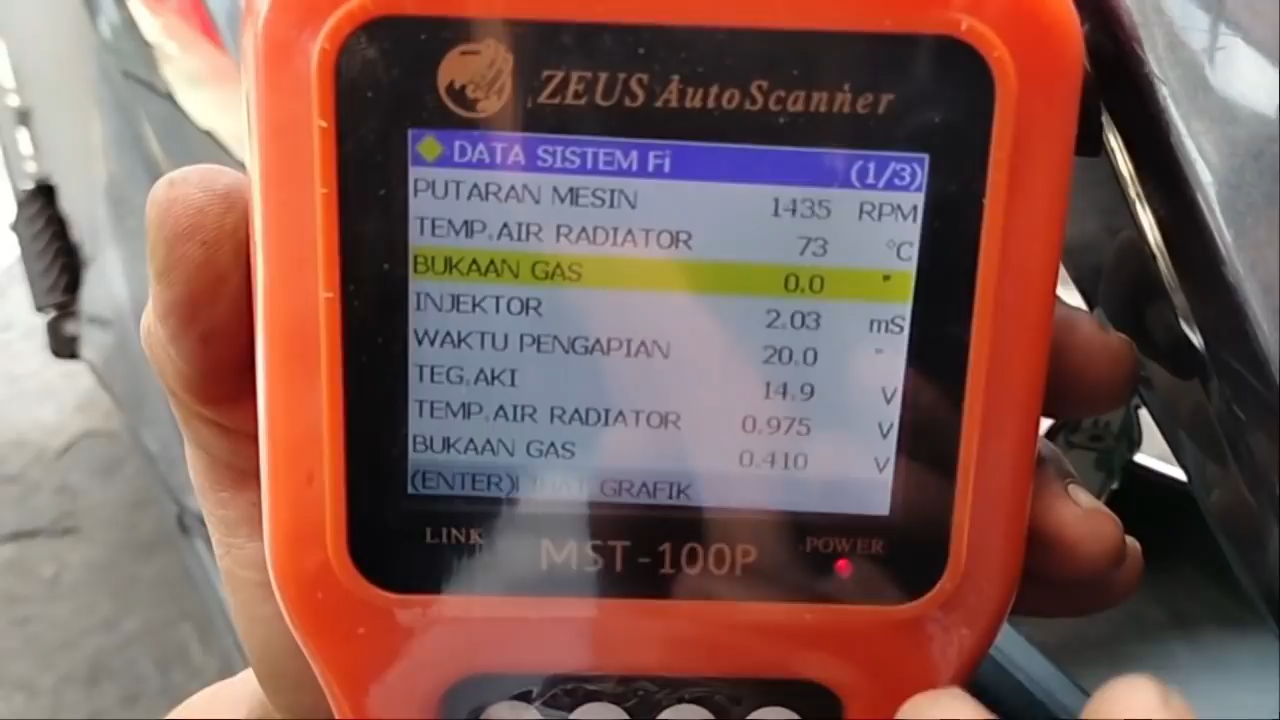 ZEUS AutoScanner
DATA SISTEM Fi (1/3)
PUTARAN MESIN 1435 RPM
TEMP.AIR RADIATOR 73 °C
BUKAAN GAS 0.0 °
INJEKTOR 2.03 mS
WAKTU PENGAPIAN 20.0 °
TEG.AKI 14.9 V
TEMP.AIR RADIATOR 0.975 V
BUKAAN GAS 0.410 V
(ENTER) GRAFIK
LINK POWER
MST-100P